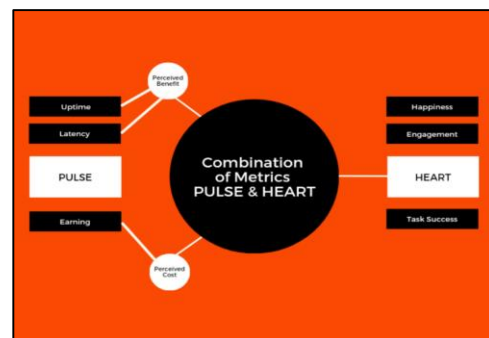 Perceived
Benefit
Uptime
Latency
PULSE
Earning
Perceived
Cost
Combination
of Metrics
PULSE & HEART
Happiness
Engagement
HEART
Task Success